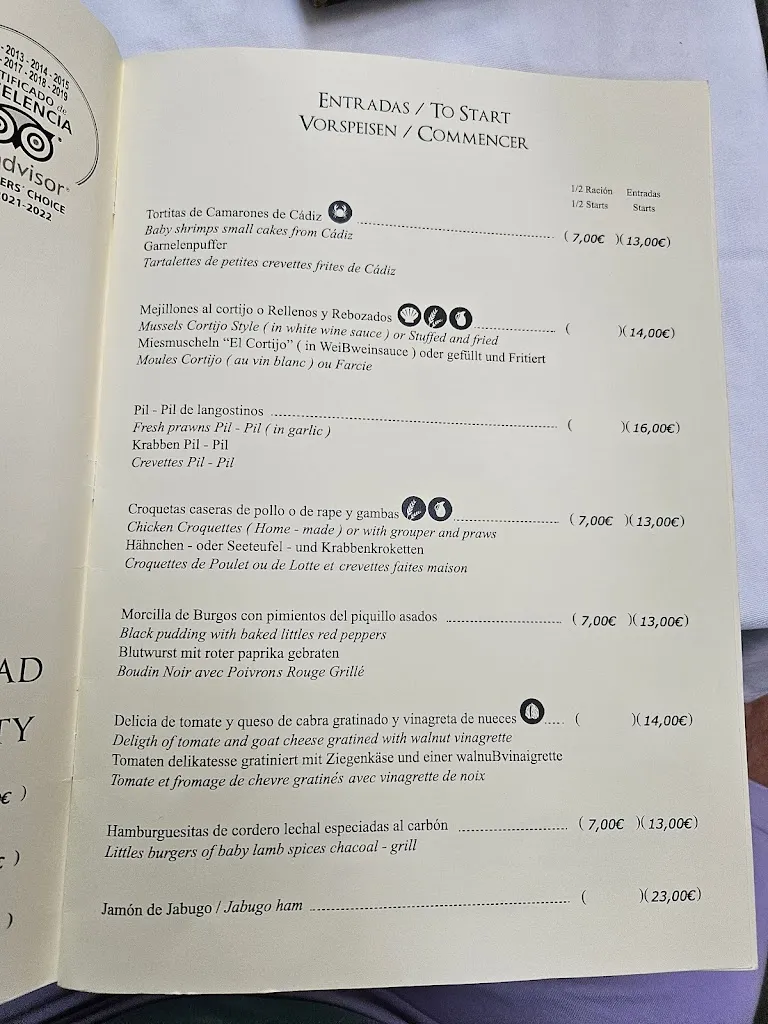 - 2013 - 2014 - 2015
- 2017 - 2018 - 2019
TIFICADO de
ELENCIA
dvisor
ERS' CHOICE
2021-2022
AD
TY
€ )
)
)
ENTRADAS / TO START
VORSPEISEN / COMMENCER
1/2 Ración Entradas
1/2 Starts Starts
Tortitas de Camarones de Cádiz ( 7,00€ )( 13,00€)
Baby shrimps small cakes from Cádiz
Garnelenpuffer
Tartalettes de petites crevettes frites de Cádiz
Mejillones al cortijo o Rellenos y Rebozados ( )( 14,00€)
Mussels Cortijo Style ( in white wine sauce ) or Stuffed and fried
Miesmuscheln “El Cortijo” ( in WeiBweinsauce ) oder gefüllt und Fritiert
Moules Cortijo ( au vin blanc ) ou Farcie
Pil - Pil de langostinos ( )( 16,00€)
Fresh prawns Pil - Pil ( in garlic )
Krabben Pil - Pil
Crevettes Pil - Pil
Croquetas caseras de pollo o de rape y gambas ( 7,00€ )( 13,00€)
Chicken Croquettes ( Home - made ) or with grouper and praws
Hähnchen - oder Seeteufel - und Krabbenkroketten
Croquettes de Poulet ou de Lotte et crevettes faites maison
Morcilla de Burgos con pimientos del piquillo asados ( 7,00€ )( 13,00€)
Black pudding with baked littles red peppers
Blutwurst mit roter paprika gebraten
Boudin Noir avec Poivrons Rouge Grillé
Delicia de tomate y queso de cabra gratinado y vinagreta de nueces ( )( 14,00€)
Deligth of tomate and goat cheese gratined with walnut vinagrette
Tomaten delikatesse gratiniert mit Ziegenkäse und einer walnuBvinaigrette
Tomate et fromage de chevre gratinés avec vinagrette de noix
Hamburguesitas de cordero lechal especiadas al carbón ( 7,00€ )( 13,00€)
Littles burgers of baby lamb spices chacoal - grill
Jamón de Jabugo / Jabugo ham ( )( 23,00€)